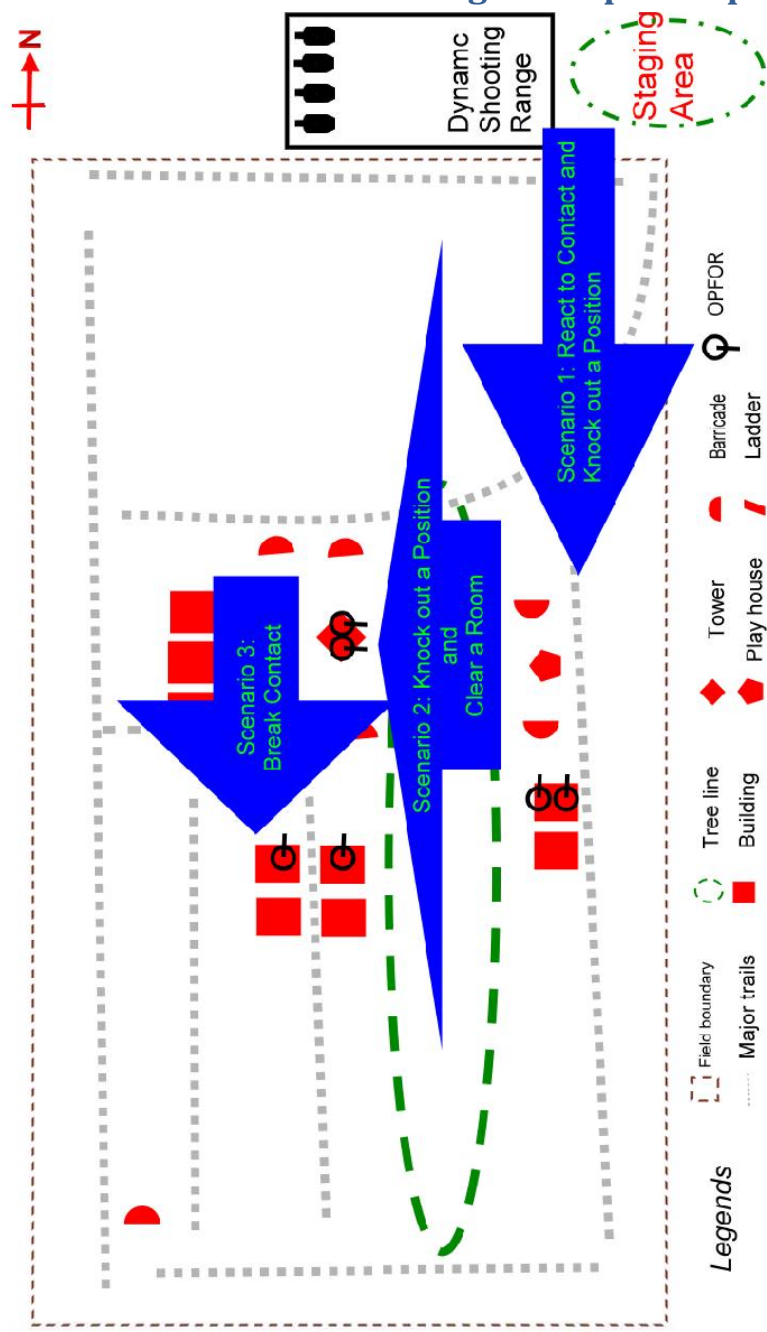 N
Dynamc
Shooting
Range
Staging
Area
Scenario 1: React to Contact and
Knock out a Position
Scenario 2: Knock out a Position
and
Clear a Room
Scenario 3:
Break Contact
Legends
Field boundary
Major trails
Tree line
Building
Tower
Play house
Barricade
Ladder
OPFOR